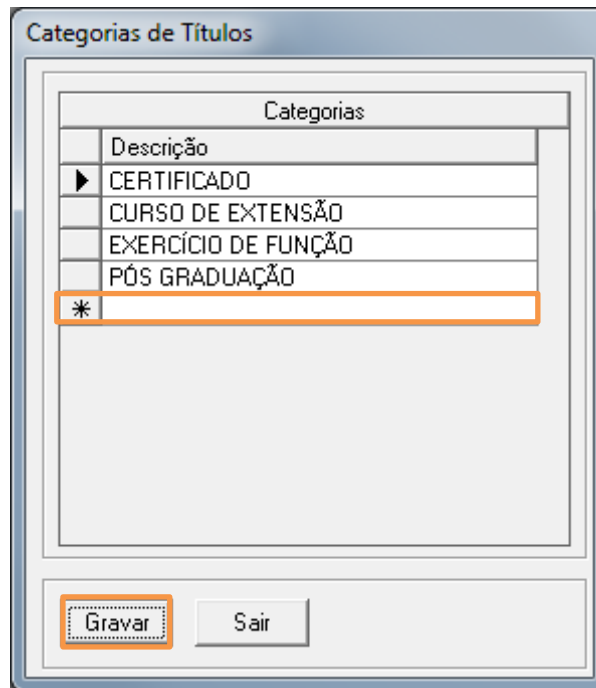 Categorias de Títulos
Categorias
Descrição
CERTIFICADO
CURSO DE EXTENSÃO
EXERCÍCIO DE FUNÇÃO
PÓS GRADUAÇÃO
Gravar Sair